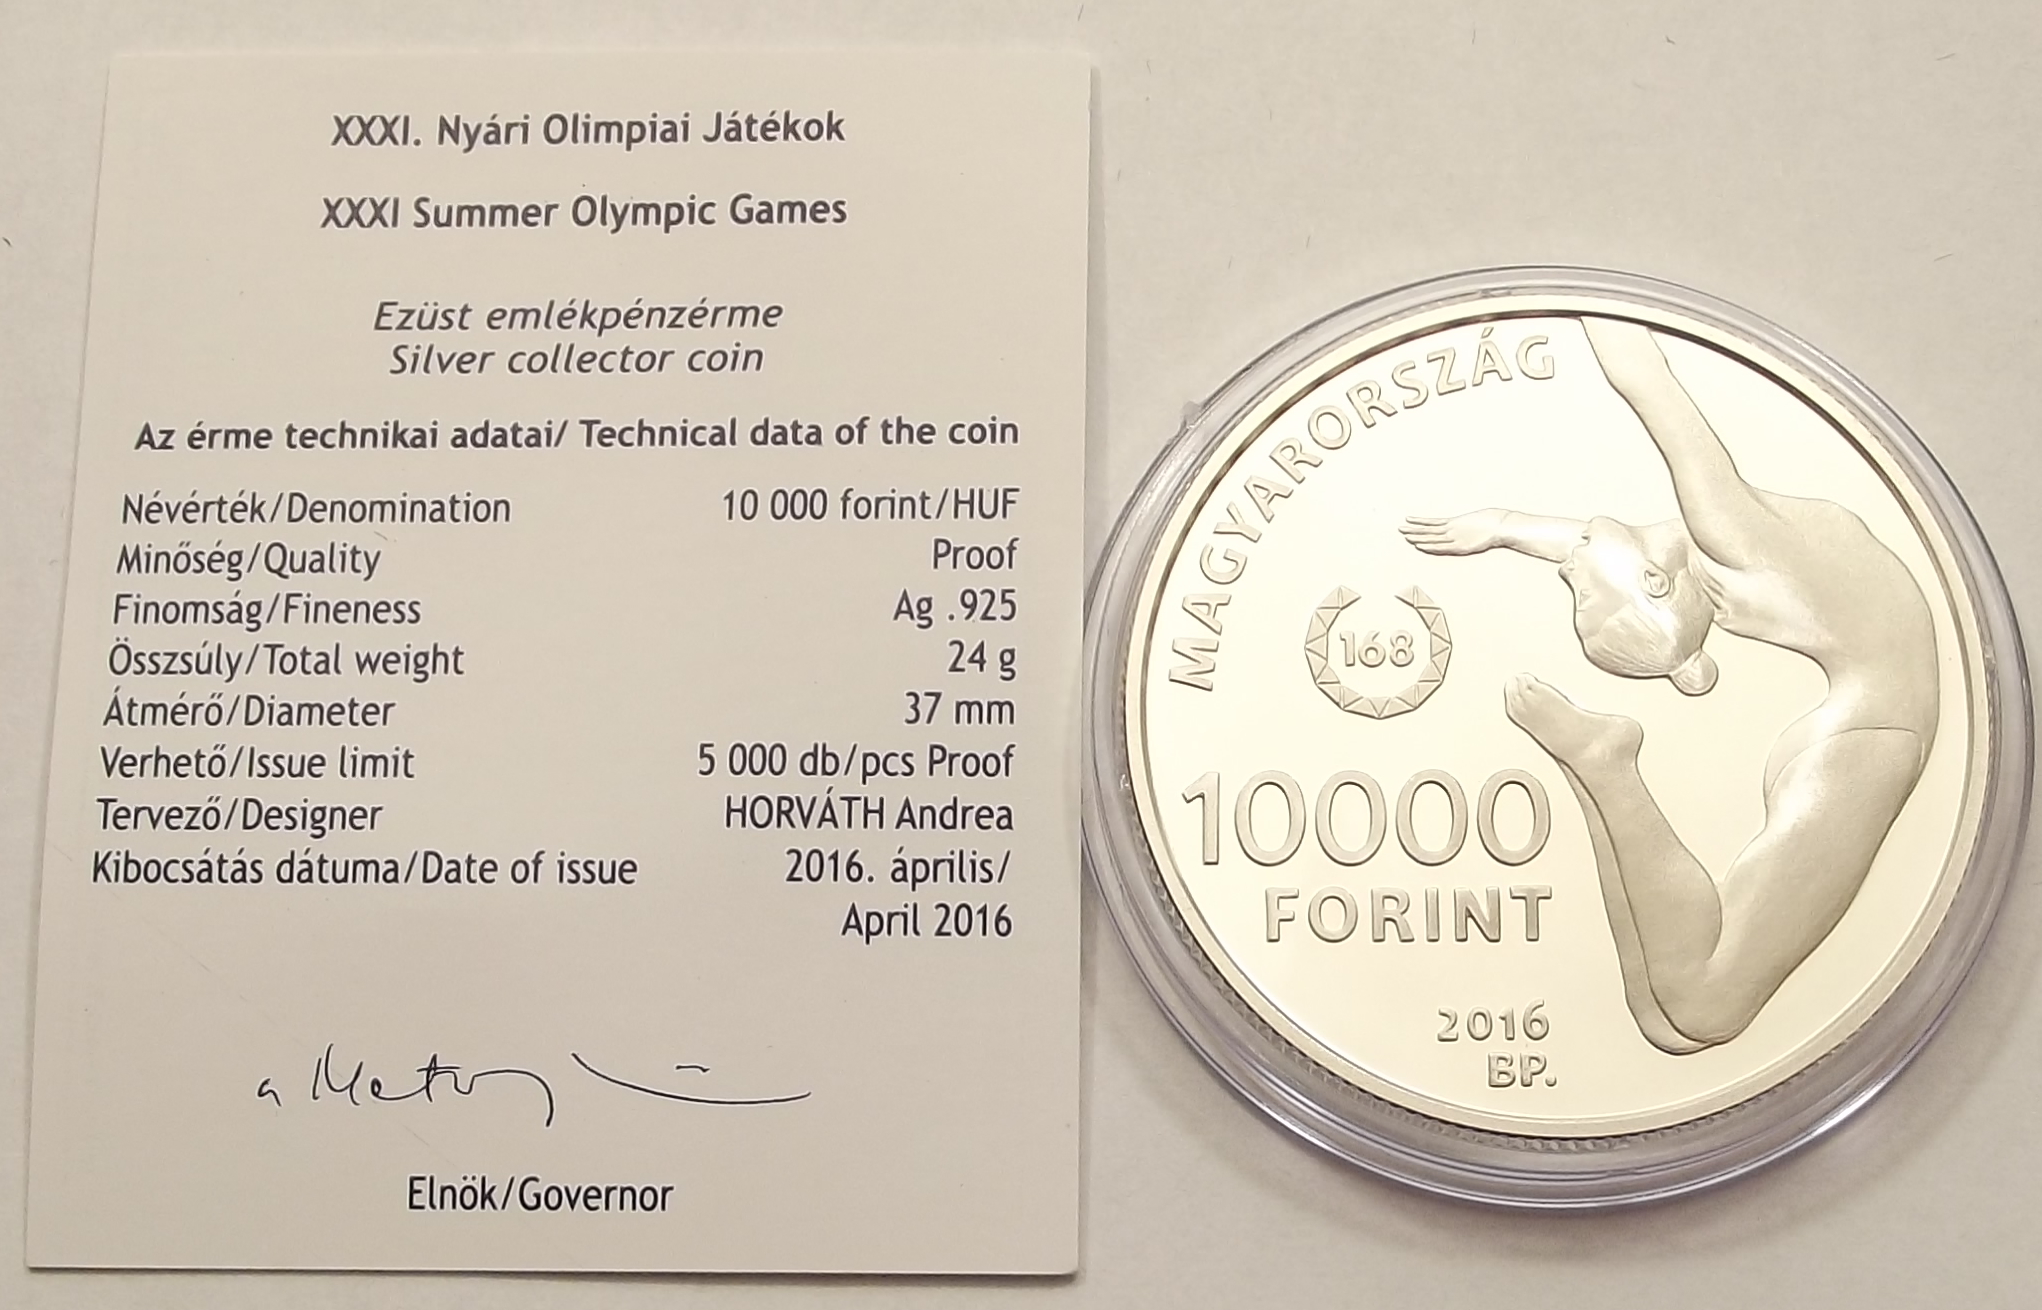 XXXI. Nyári Olimpiai Játékok
XXXI Summer Olympic Games
Ezüst emlékpénzérme
Silver collector coin
Az érme technikai adatai/ Technical data of the coin
Névérték/Denomination 10 000 forint/HUF
Minőség/Quality Proof
Finomság/Fineness Ag .925
Összsúly/Total weight 24 g
Átmérő/Diameter 37 mm
Verhető/Issue limit 5 000 db/pcs Proof
Tervező/Designer HORVÁTH Andrea
Kibocsátás dátuma/Date of issue 2016. április/
April 2016
Elnök/Governor
MAGYARORSZÁG
168
10000
FORINT
2016
BP.